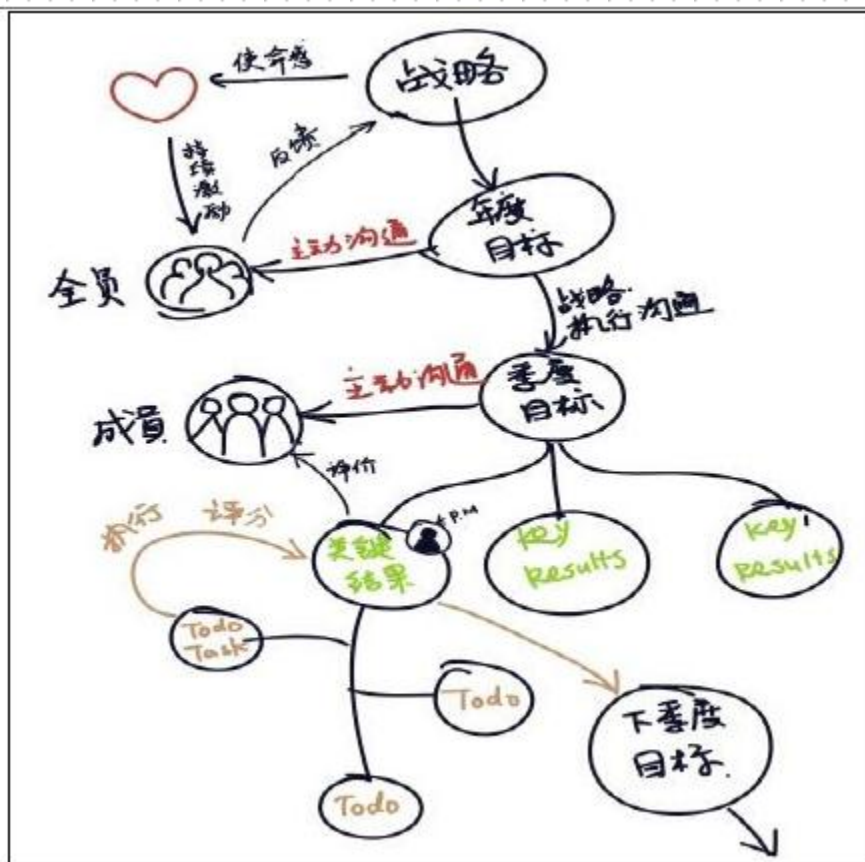 使命感
战略
持续激励
反馈
年度
目标
主动沟通
全员
战略
执行沟通
主动沟通
季度
目标
成员
评价
执行 评分
P.M
关键
结果
Key
Results
Key
Results
Todo
Task
Todo
下季度
目标
Todo